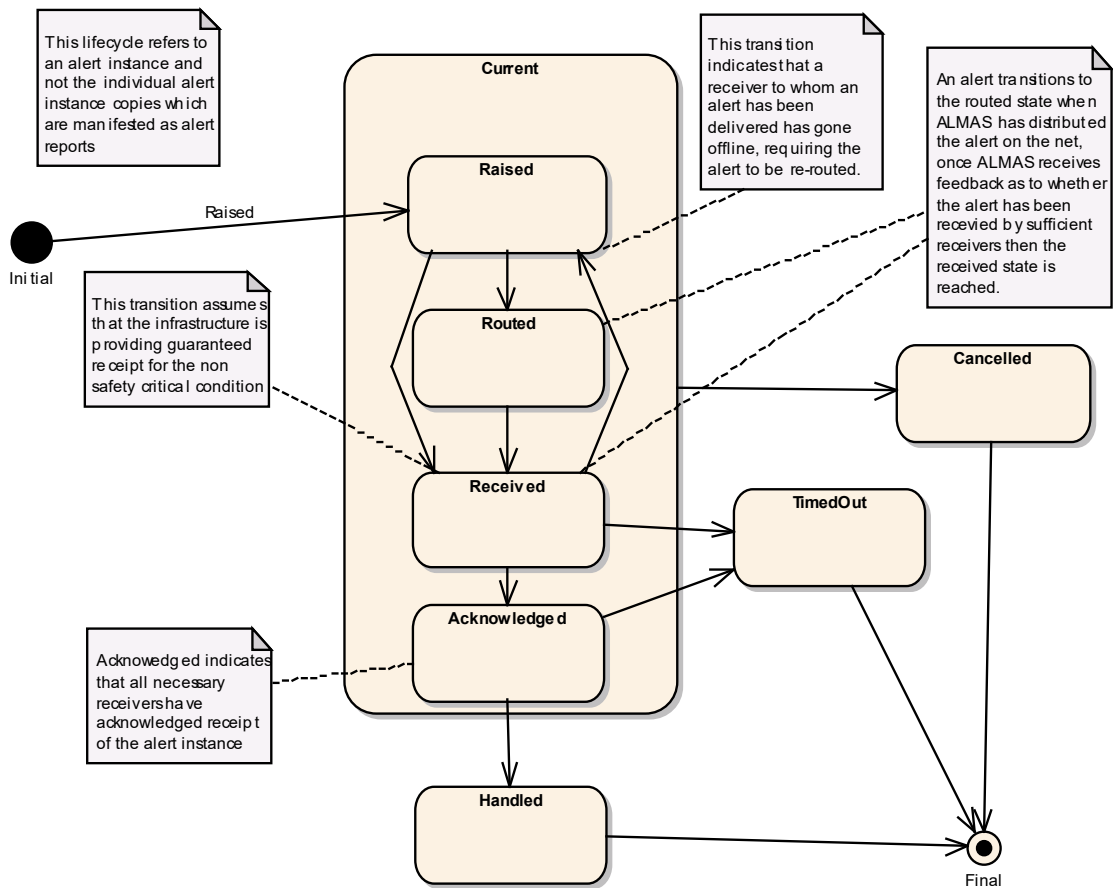 This lifecycle refers to
an alert instance and
not the individual alert
instance copies which
are manifested as alert
reports
Current
This transition
indicates that a
receiver to whom an
alert has been
delivered has gone
offline, requiring the
alert to be re-routed.
An alert transitions to
the routed state when
ALMAS has distributed
the alert on the net,
once ALMAS receives
feedback as to whether
the alert has been
recevied by sufficient
receivers then the
received state is
reached.
Raised
Raised
Initial
This transition assumes
that the infrastructure is
providing guaranteed
receipt for the non
safety critical condition
Routed
Cancelled
Received
TimedOut
Acknowledged
Acknowedged indicates
that all necessary
receivers have
acknowledged receipt
of the alert instance
Handled
Final